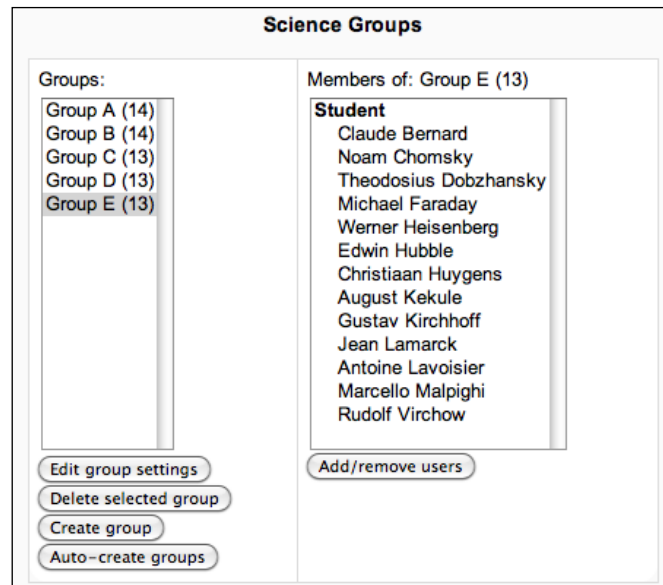 Science Groups
Groups:
Group A (14)
Group B (14)
Group C (13)
Group D (13)
Group E (13)
Edit group settings
Delete selected group
Create group
Auto-create groups
Members of: Group E (13)
Student
Claude Bernard
Noam Chomsky
Theodosius Dobzhansky
Michael Faraday
Werner Heisenberg
Edwin Hubble
Christiaan Huygens
August Kekule
Gustav Kirchhoff
Jean Lamarck
Antoine Lavoisier
Marcello Malpighi
Rudolf Virchow
Add/remove users